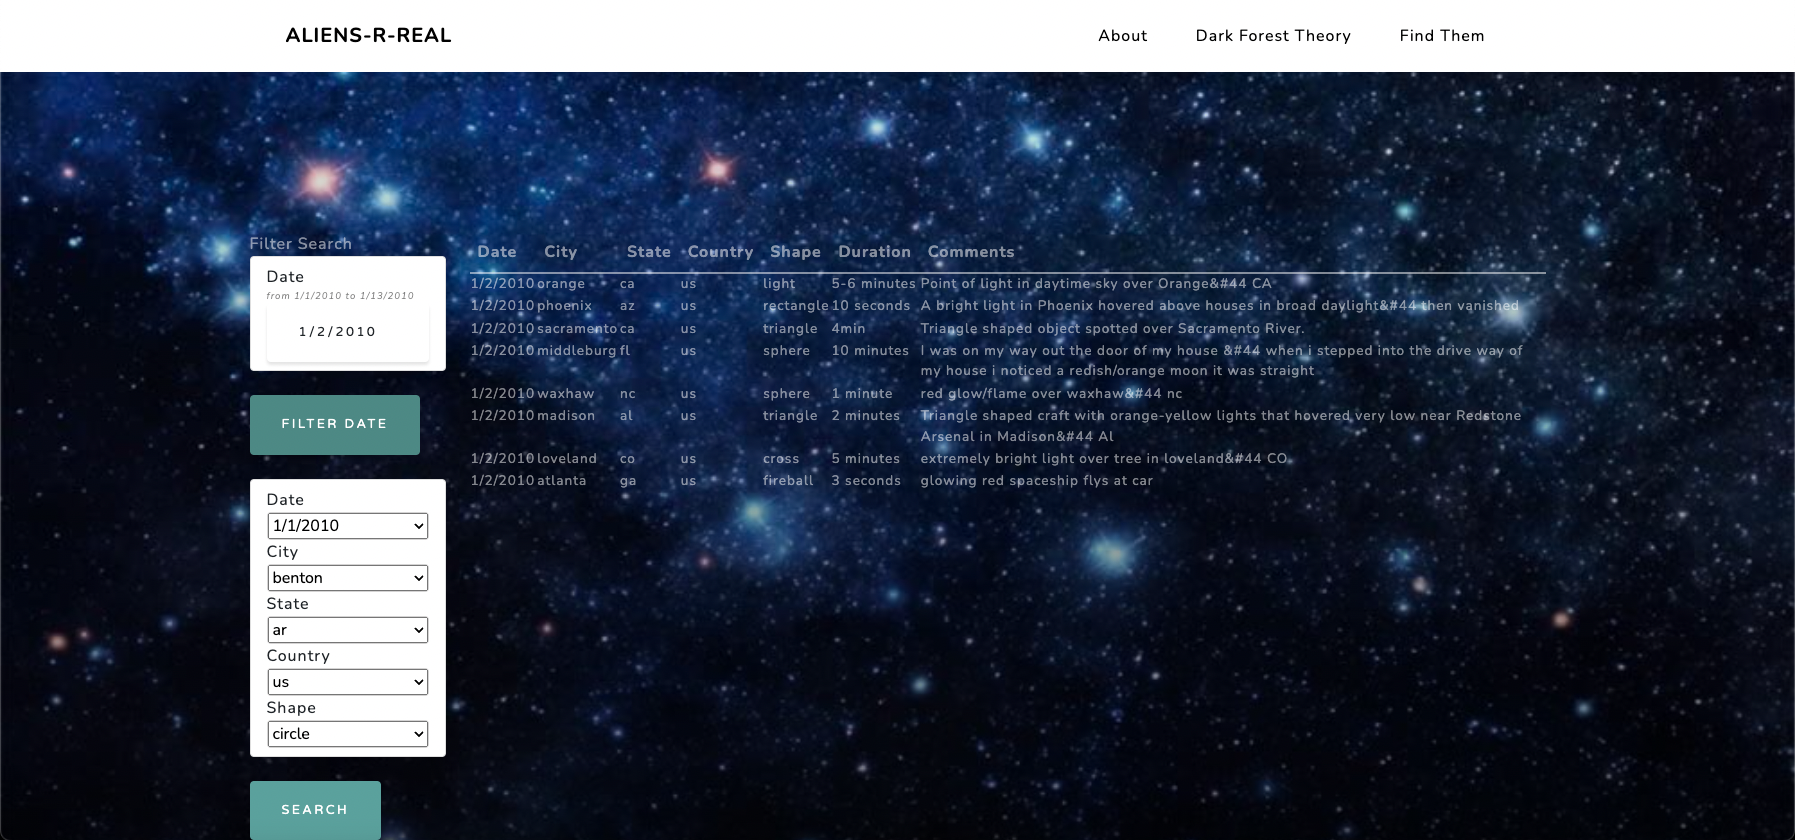 ALIENS-R-REAL
About Dark Forest Theory Find Them
Filter Search
Date
from 1/1/2010 to 1/13/2010
1/2/2010
FILTER DATE
Date
1/1/2010
City
benton
State
ar
Country
us
Shape
circle
SEARCH
Date City State Country Shape Duration Comments
1/2/2010 orange ca us light 5-6 minutes Point of light in daytime sky over Orange&#44 CA
1/2/2010 phoenix az us rectangle 10 seconds A bright light in Phoenix hovered above houses in broad daylight&#44 then vanished
1/2/2010 sacramento ca us triangle 4min Triangle shaped object spotted over Sacramento River.
1/2/2010 middleburg fl us sphere 10 minutes I was on my way out the door of my house &#44 when i stepped into the drive way of
my house i noticed a redish/orange moon it was straight
1/2/2010 waxhaw nc us sphere 1 minute red glow/flame over waxhaw&#44 nc
1/2/2010 madison al us triangle 2 minutes Triangle shaped craft with orange-yellow lights that hovered very low near Redstone
Arsenal in Madison&#44 Al
1/2/2010 loveland co us cross 5 minutes extremely bright light over tree in loveland&#44 CO.
1/2/2010 atlanta ga us fireball 3 seconds glowing red spaceship flys at car